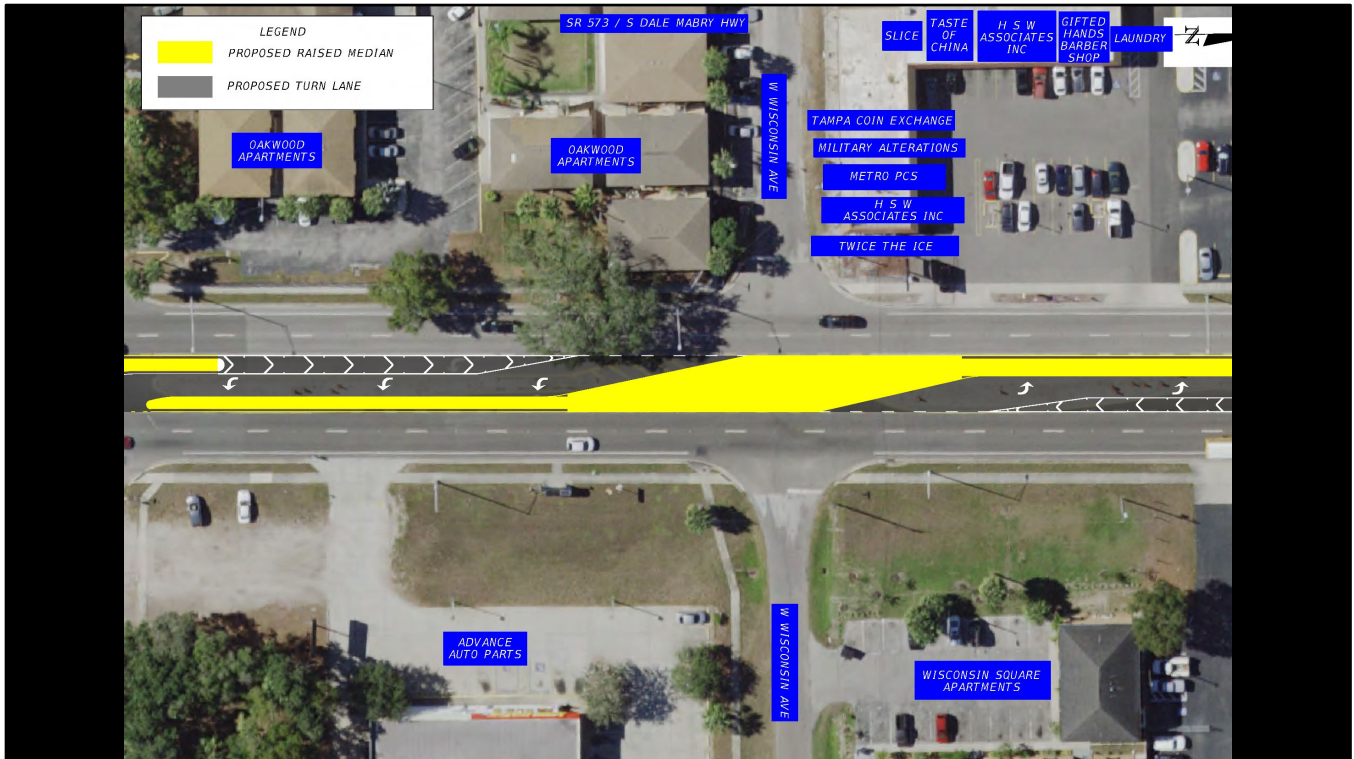 LEGEND
PROPOSED RAISED MEDIAN
PROPOSED TURN LANE
SR 573 / S DALE MABRY HWY
SLICE
TASTE
OF
CHINA
H S W
ASSOCIATES
INC
GIFTED
HANDS
BARBER
SHOP
LAUNDRY
N
OAKWOOD
APARTMENTS
OAKWOOD
APARTMENTS
W WISCONSIN AVE
TAMPA COIN EXCHANGE
MILITARY ALTERATIONS
METRO PCS
H S W
ASSOCIATES INC
TWICE THE ICE
ADVANCE
AUTO PARTS
W WISCONSIN AVE
WISCONSIN SQUARE
APARTMENTS